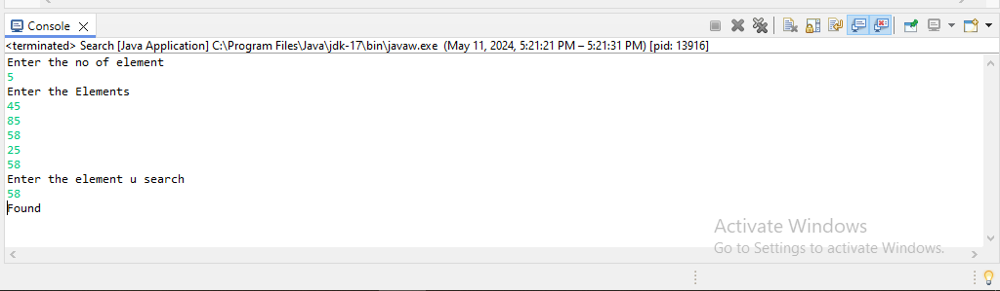 Console
<terminated> Search [Java Application] C:\Program Files\Java\jdk-17\bin\javaw.exe (May 11, 2024, 5:21:21 PM – 5:21:31 PM) [pid: 13916]
Enter the no of element
5
Enter the Elements
45
85
58
25
58
Enter the element u search
58
Found
Activate Windows
Go to Settings to activate Windows.